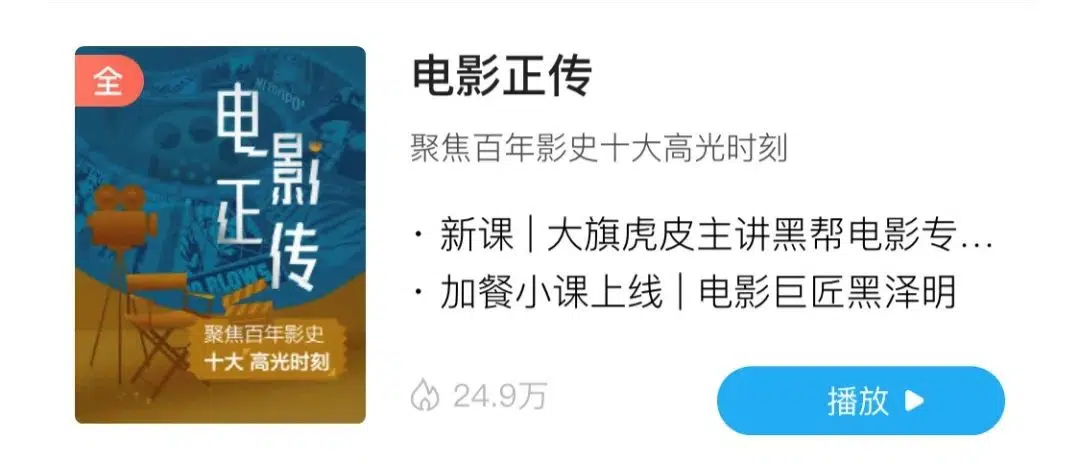 全
电影正传
聚焦百年影史
十大 高光时刻
电影正传
聚焦百年影史十大高光时刻
· 新课 | 大旗虎皮主讲黑帮电影专...
· 加餐小课上线 | 电影巨匠黑泽明
24.9万
播放